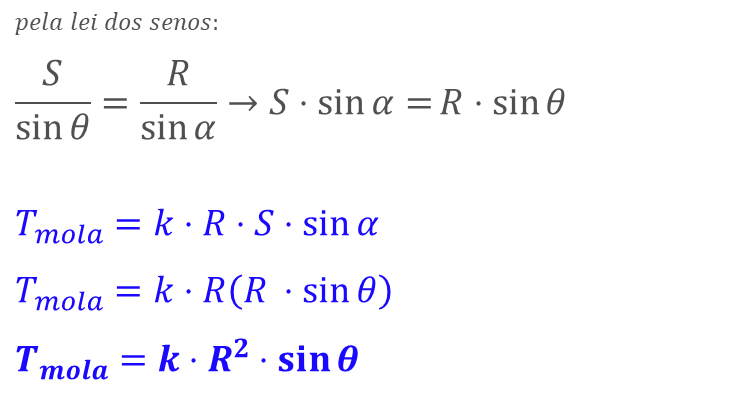 pela lei dos senos:
S / sin θ = R / sin α → S · sin α = R · sin θ
T_mola = k · R · S · sin α
T_mola = k · R(R · sin θ)
T_mola = k · R² · sin θ